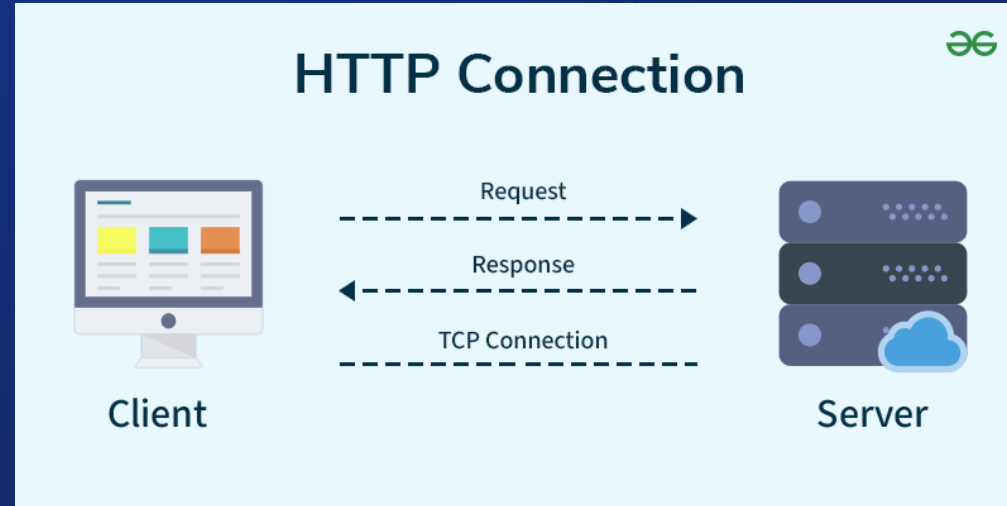 HTTP Connection
Request
Response
TCP Connection
Client
Server